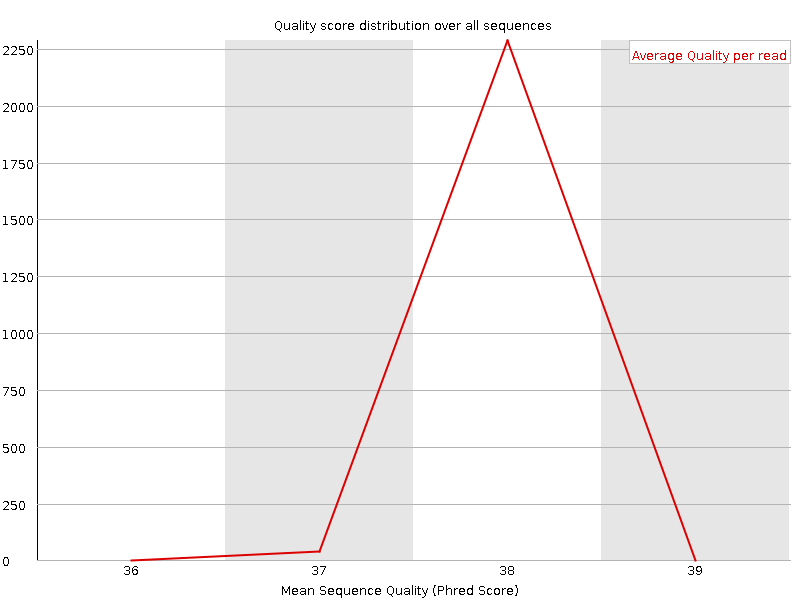 Quality score distribution over all sequences
Average Quality per read
2250
2000
1750
1500
1250
1000
750
500
250
0
36 37 38 39
Mean Sequence Quality (Phred Score)